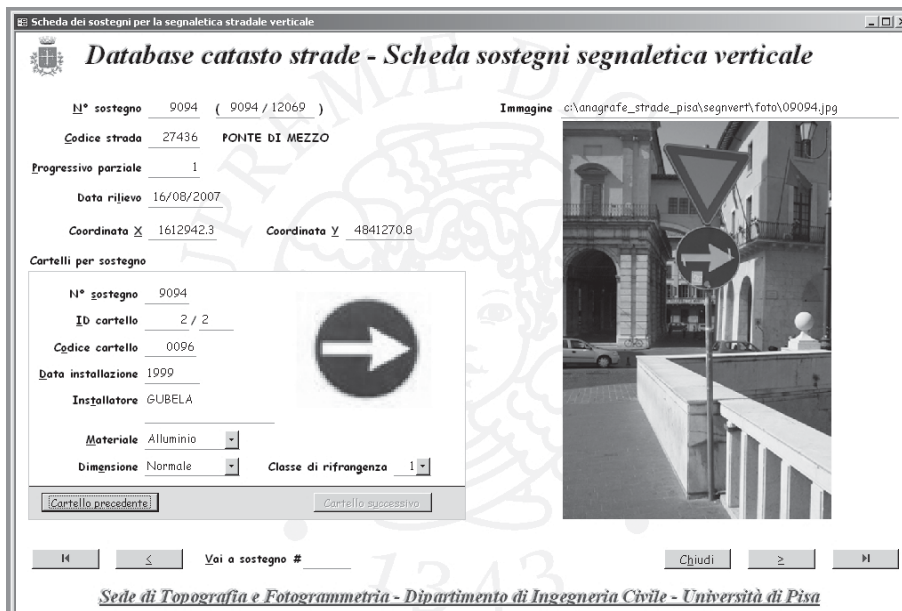 Scheda dei sostegni per la segnaletica stradale verticale
Database catasto strade - Scheda sostegni segnaletica verticale
N° sostegno 9094 ( 9094 / 12069 )
Immagine c:\anagrafe_strade_pisa\segnvert\foto\09094.jpg
Codice strada 27436 PONTE DI MEZZO
Progressivo parziale 1
Data rilievo 16/08/2007
Coordinata X 1612942.3 Coordinata Y 4841270.8
Cartelli per sostegno
N° sostegno 9094
ID cartello 2 / 2
Codice cartello 0096
Data installazione 1999
Installatore GUBELA
Materiale Alluminio
Dimensione Normale Classe di rifrangenza 1
Cartello precedente Cartello successivo
< Vai a sostegno # Chiudi >
1343
Sede di Topografia e Fotogrammetria - Dipartimento di Ingegneria Civile - Università di Pisa